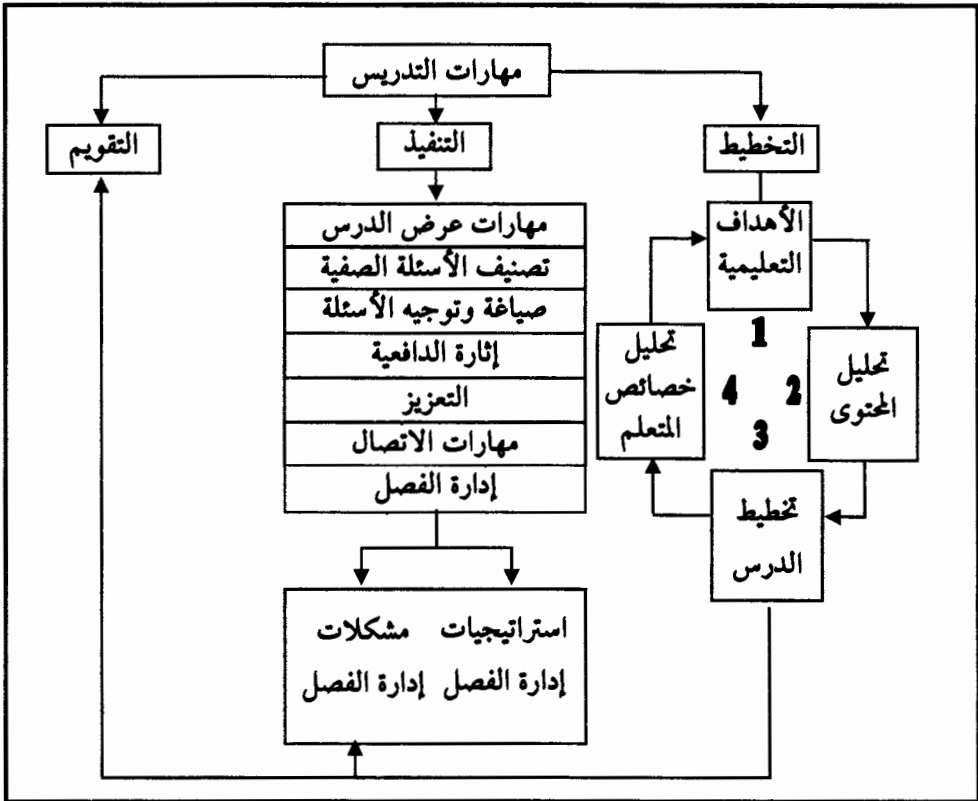 مهارات التدريس
التخطيط
التنفيذ
التقويم
الأهداف
التعليمية
1
تحليل
المحتوى
2
3
تخطيط
الدرس
4
تحليل
خصائص
المتعلم
مهارات عرض الدرس
تصنيف الأسئلة الصفية
صياغة وتوجيه الأسئلة
إثارة الدافعية
التعزيز
مهارات الاتصال
إدارة الفصل
استراتيجيات
إدارة الفصل
مشكلات
إدارة الفصل